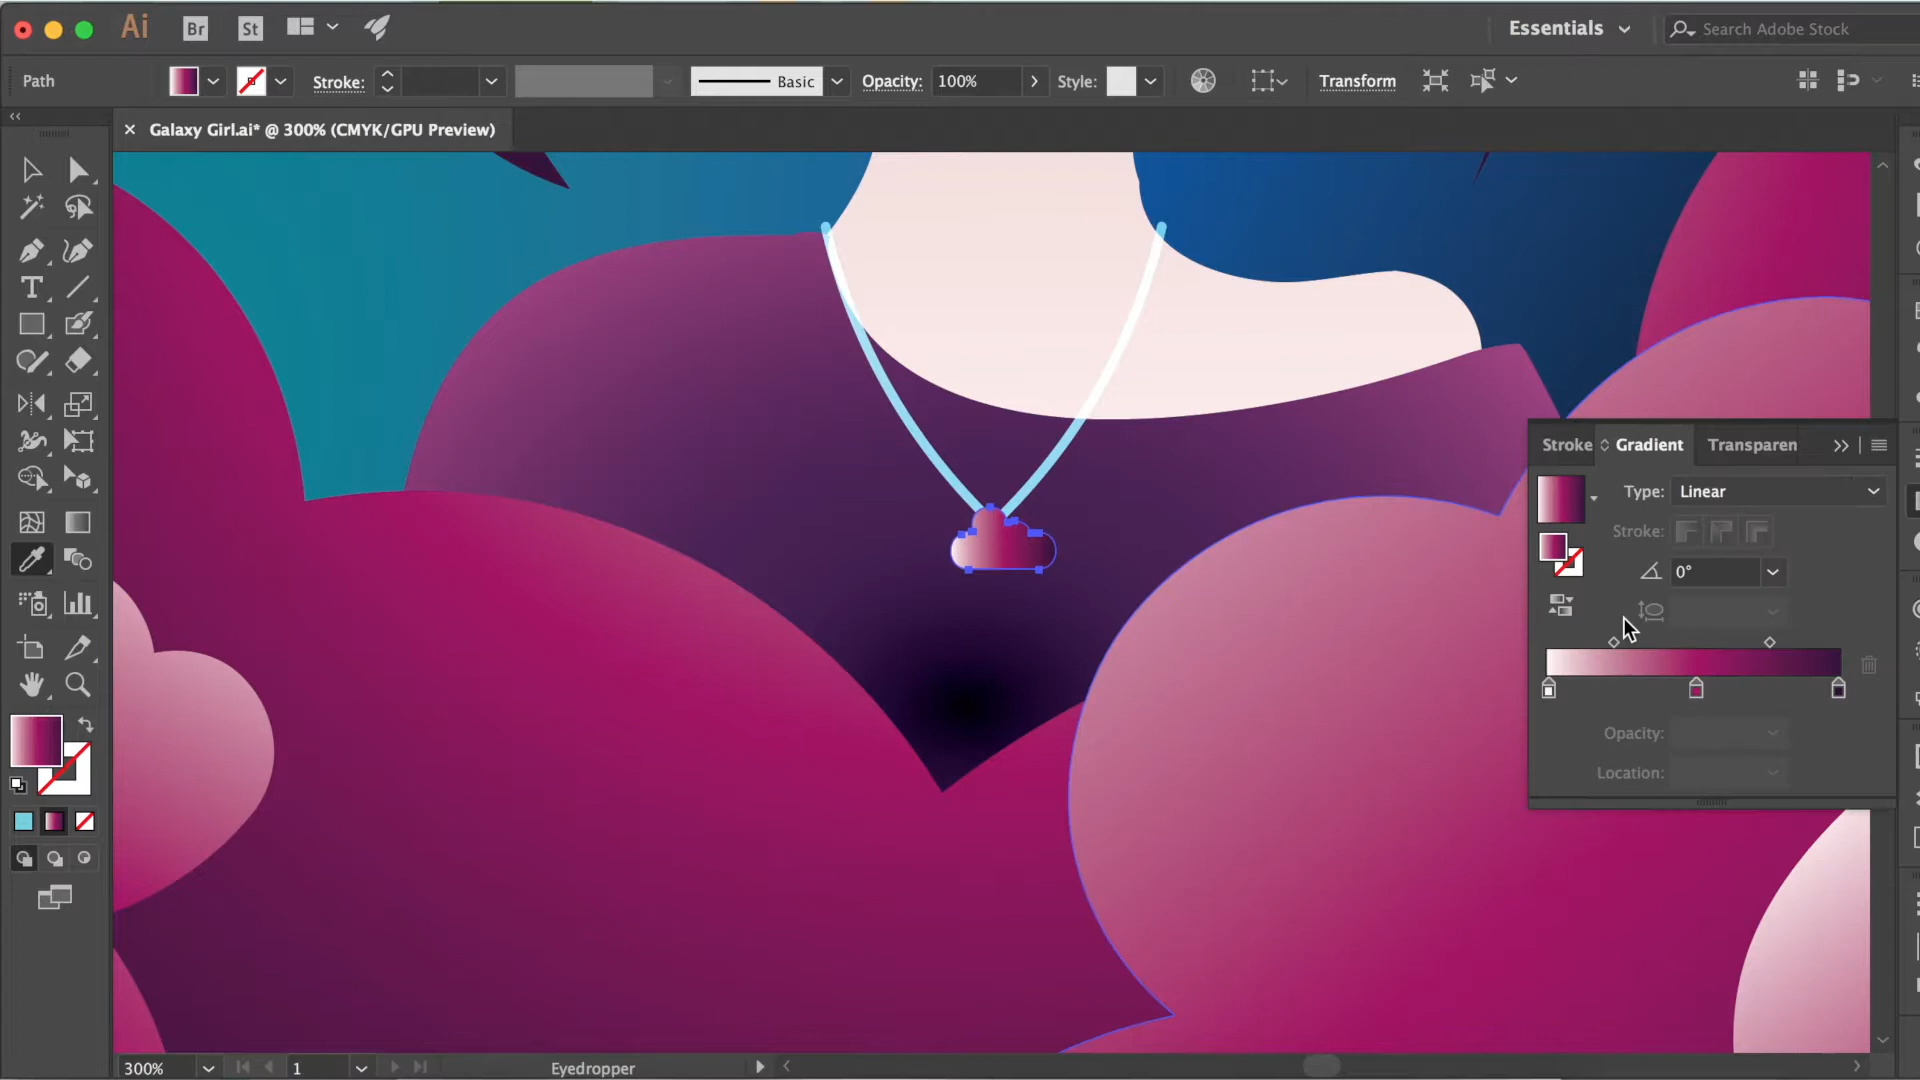 Ai Br St Essentials Search Adobe Stock
Path Stroke: Basic Opacity: 100% Style: Transform
× Galaxy Girl.ai* @ 300% (CMYK/GPU Preview)
Stroke Gradient Transparen
Type: Linear
Stroke:
0°
Opacity:
Location:
300% 1 Eyedropper